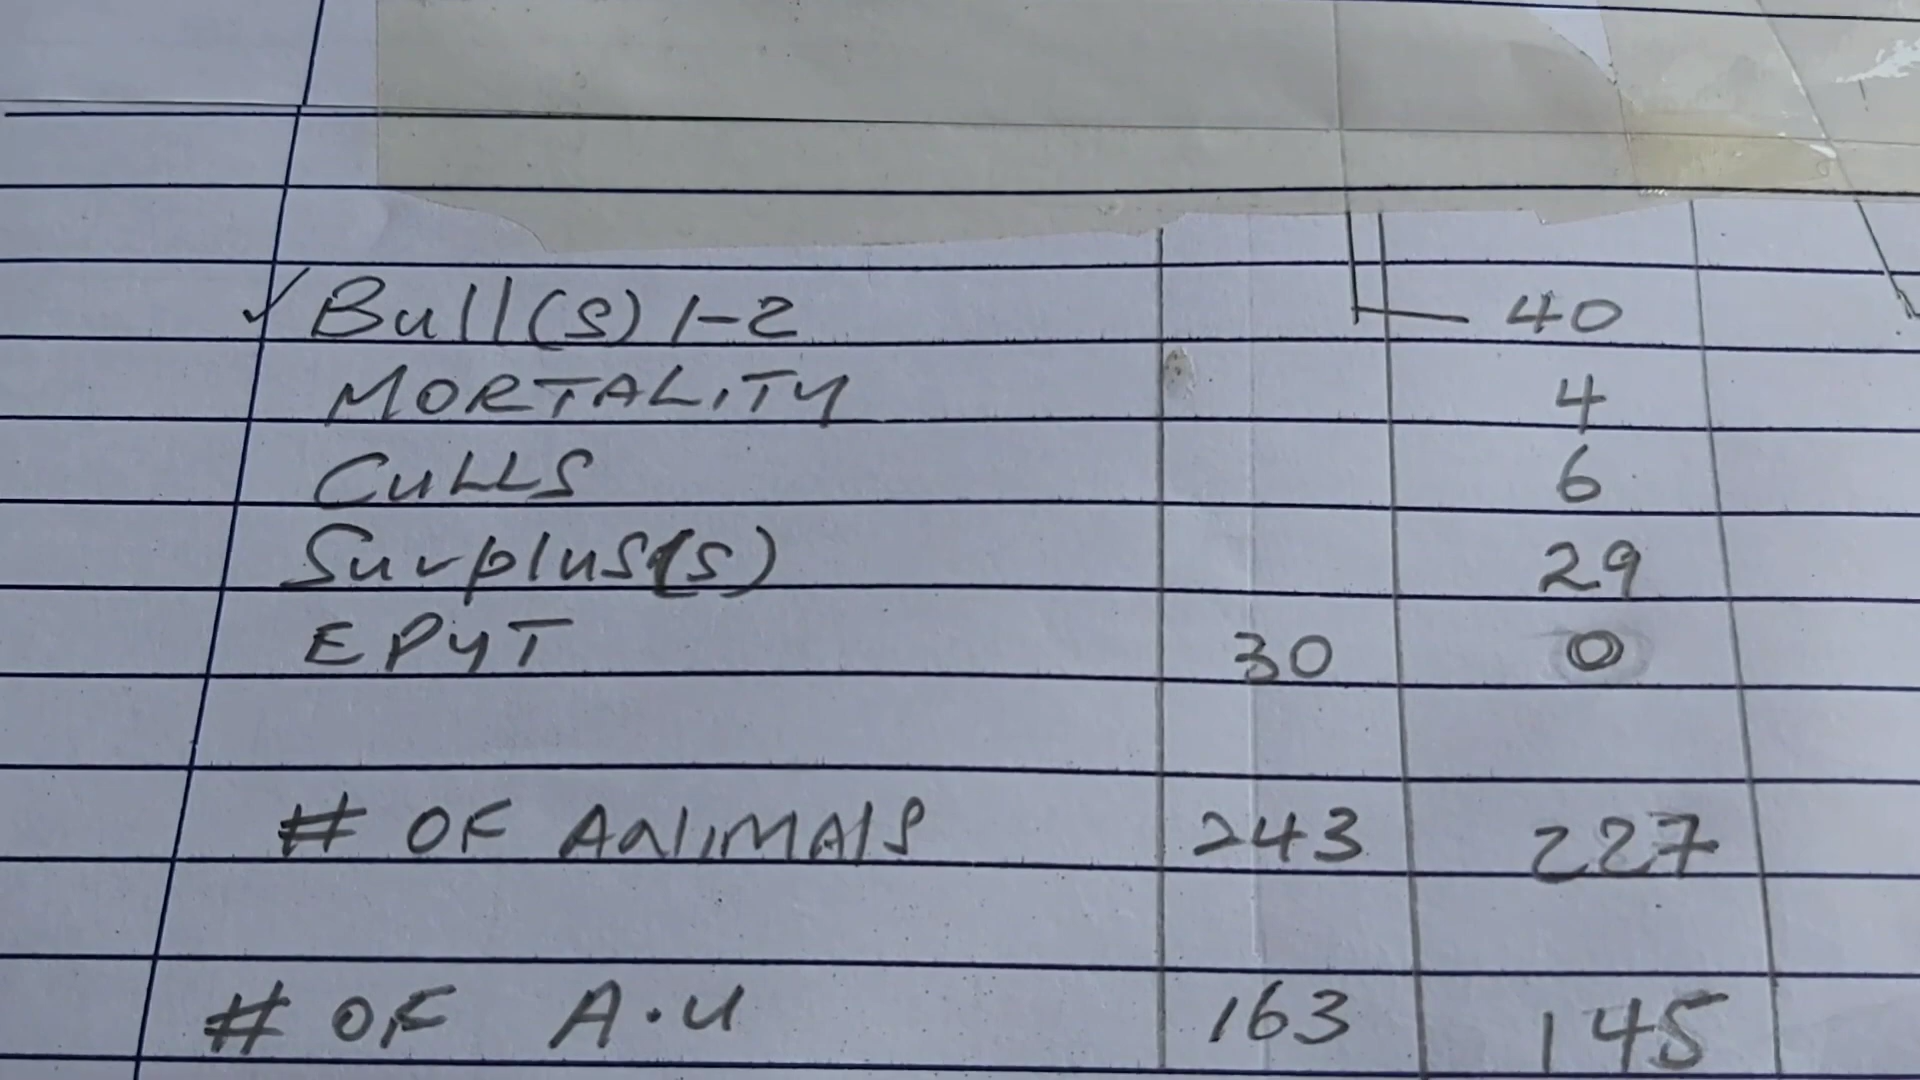 ✓ Bull(s) 1-2 40
MORTALITY 4
CULLS 6
Surplus(s) 29
EPYT 30 0
# OF ANIMALS 243 227
# OF A.U 163 145